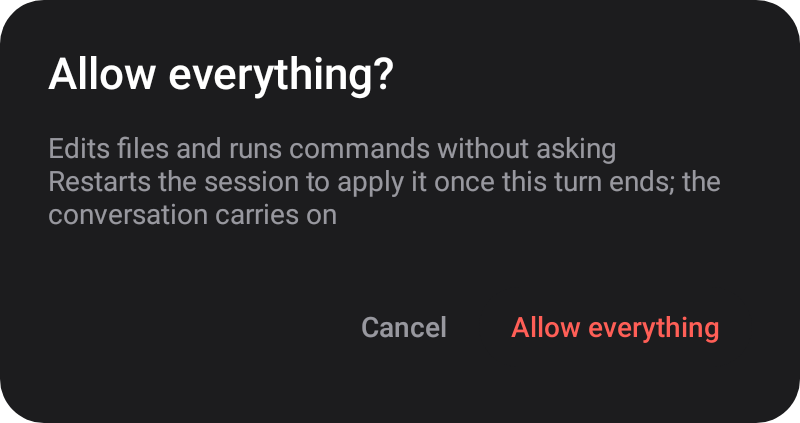 Allow everything?
Edits files and runs commands without asking
Restarts the session to apply it once this turn ends; the
conversation carries on
Cancel
Allow everything